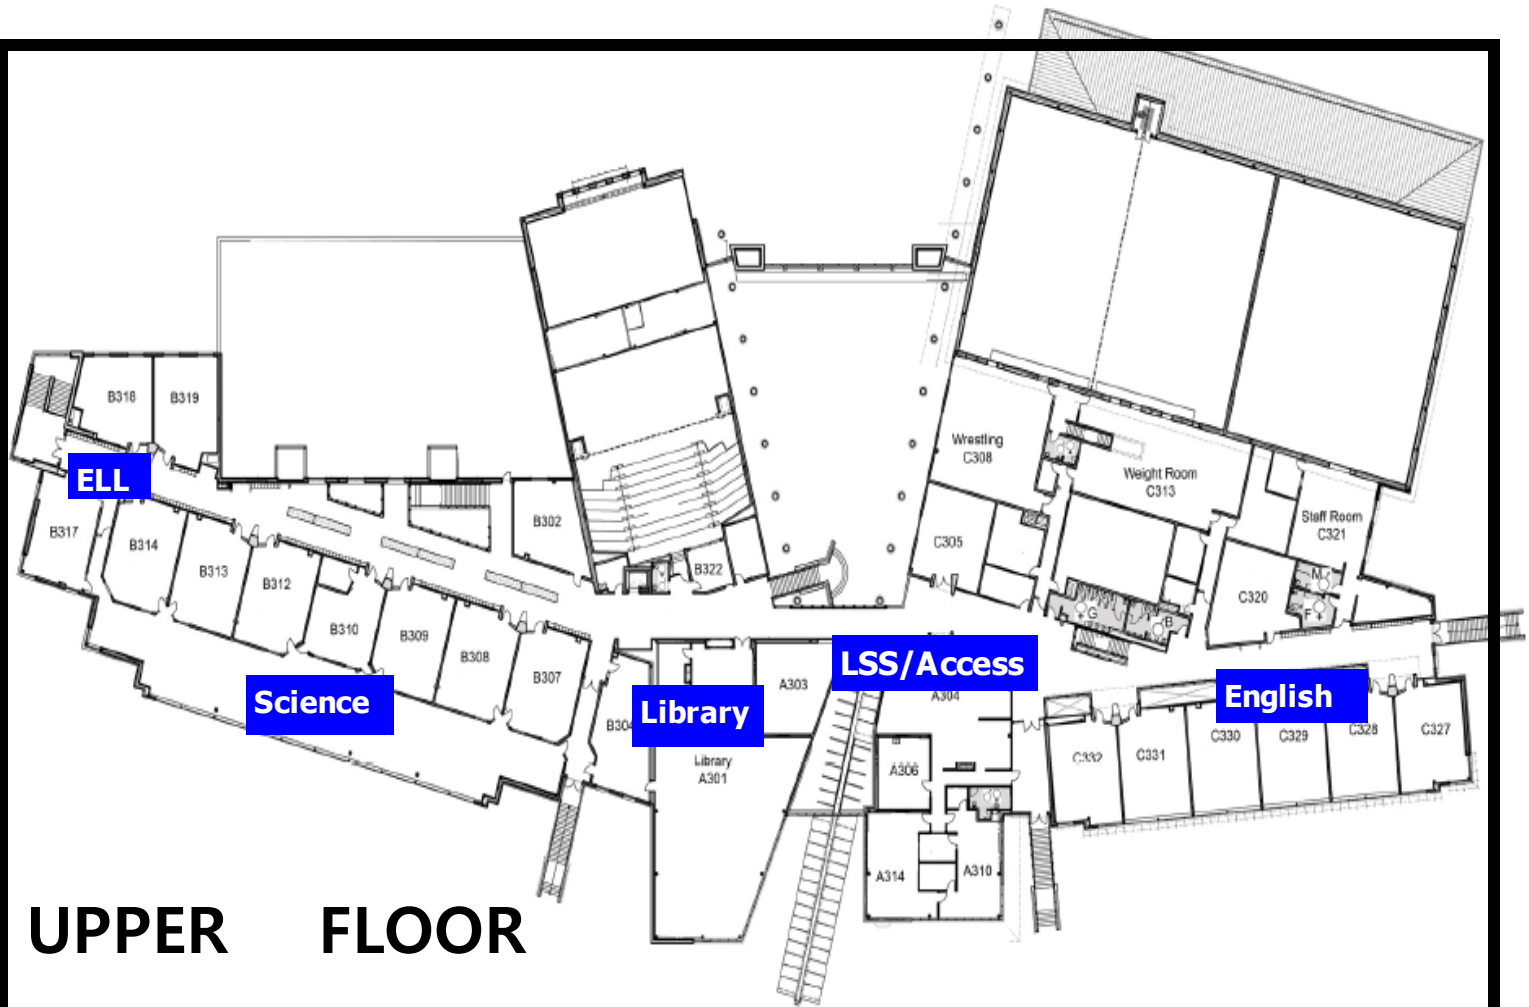 B318
B319
ELL
B317
B314
B313
B312
B310
B309
B308
B307
B302
B322
Science
Library
B304
Library
A301
A303
LSS/Access
A304
A306
A314
A310
Wrestling
C308
Weight Room
C313
Staff Room
C321
C305
C320
G
B
M
F
English
C332
C331
C330
C329
C328
C327
UPPER FLOOR